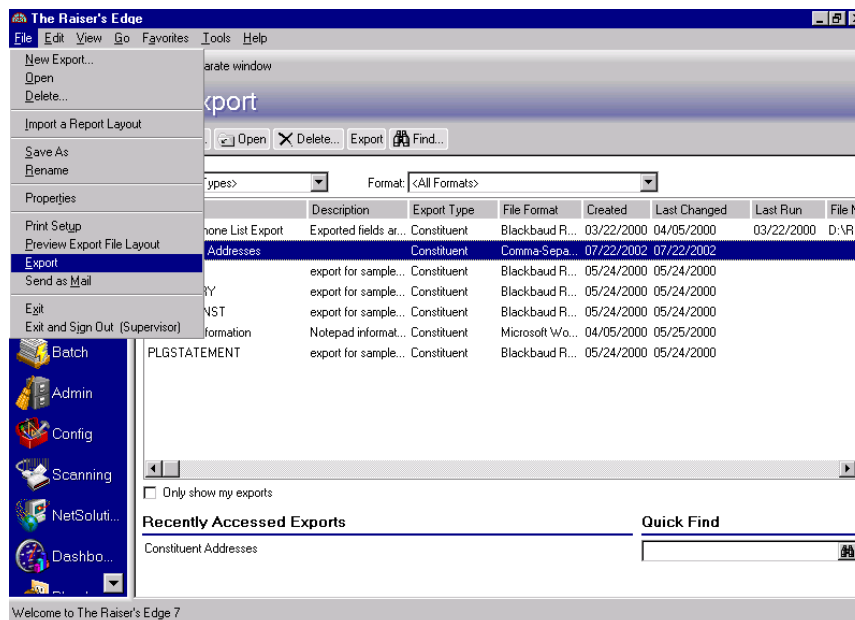 The Raiser's Edge
File Edit View Go Favorites Tools Help
New Export...
Open
Delete...
Import a Report Layout
Save As
Rename
Properties
Print Setup
Preview Export File Layout
Export
Send as Mail
Exit
Exit and Sign Out (Supervisor)
arate window
xport
Open Delete... Export Find...
ypes> Format: <All Formats>
Description Export Type File Format Created Last Changed Last Run File N
hone List Export Exported fields ar... Constituent Blackbaud R... 03/22/2000 04/05/2000 03/22/2000 D:\R
Addresses Constituent Comma-Sepa... 07/22/2002 07/22/2002
export for sample... Constituent Blackbaud R... 05/24/2000 05/24/2000
RY export for sample... Constituent Blackbaud R... 05/24/2000 05/24/2000
NST export for sample... Constituent Blackbaud R... 05/24/2000 05/24/2000
formation Notepad informat... Constituent Microsoft Wo... 04/05/2000 05/25/2000
PLGSTATEMENT export for sample... Constituent Blackbaud R... 05/24/2000 05/24/2000
Batch
Admin
Config
Scanning
NetSoluti...
Dashbo...
Only show my exports
Recently Accessed Exports Quick Find
Constituent Addresses
Welcome to The Raiser's Edge 7